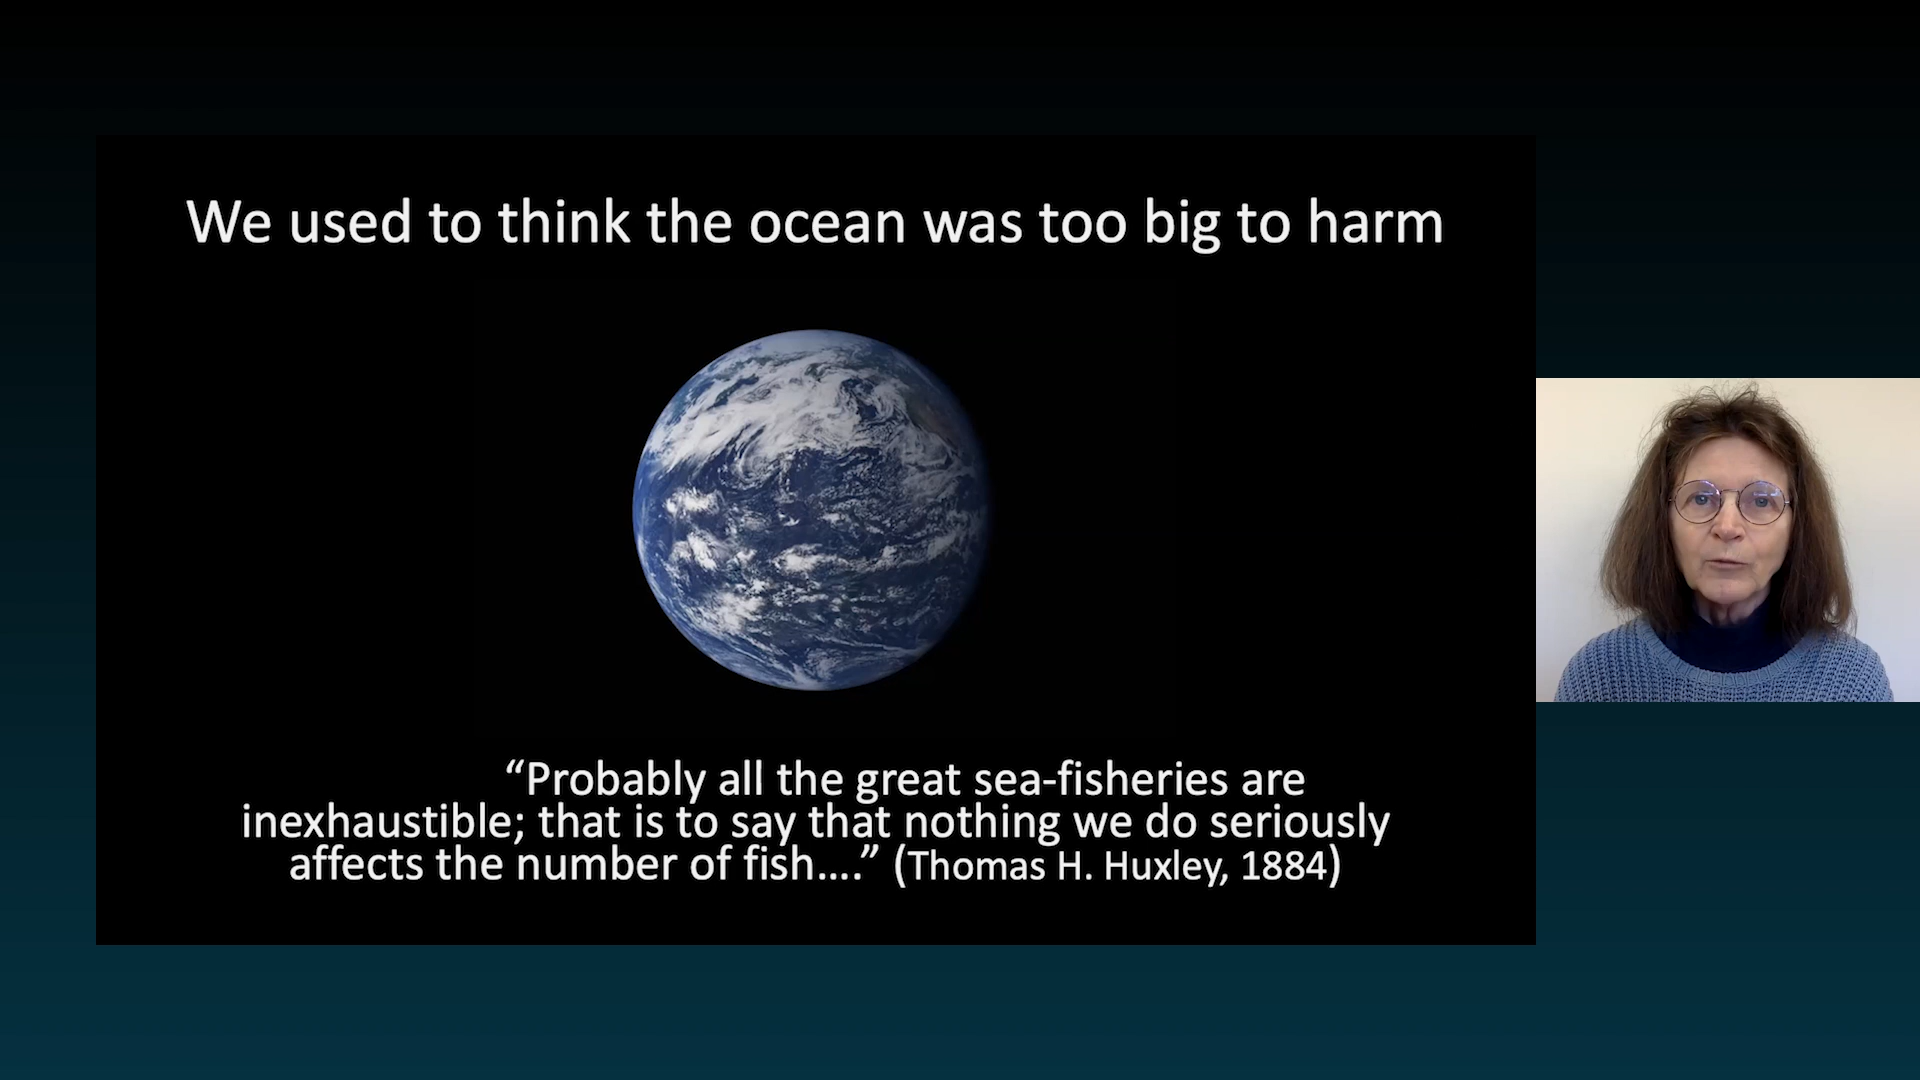 We used to think the ocean was too big to harm
“Probably all the great sea-fisheries are
inexhaustible; that is to say that nothing we do seriously
affects the number of fish....” (Thomas H. Huxley, 1884)